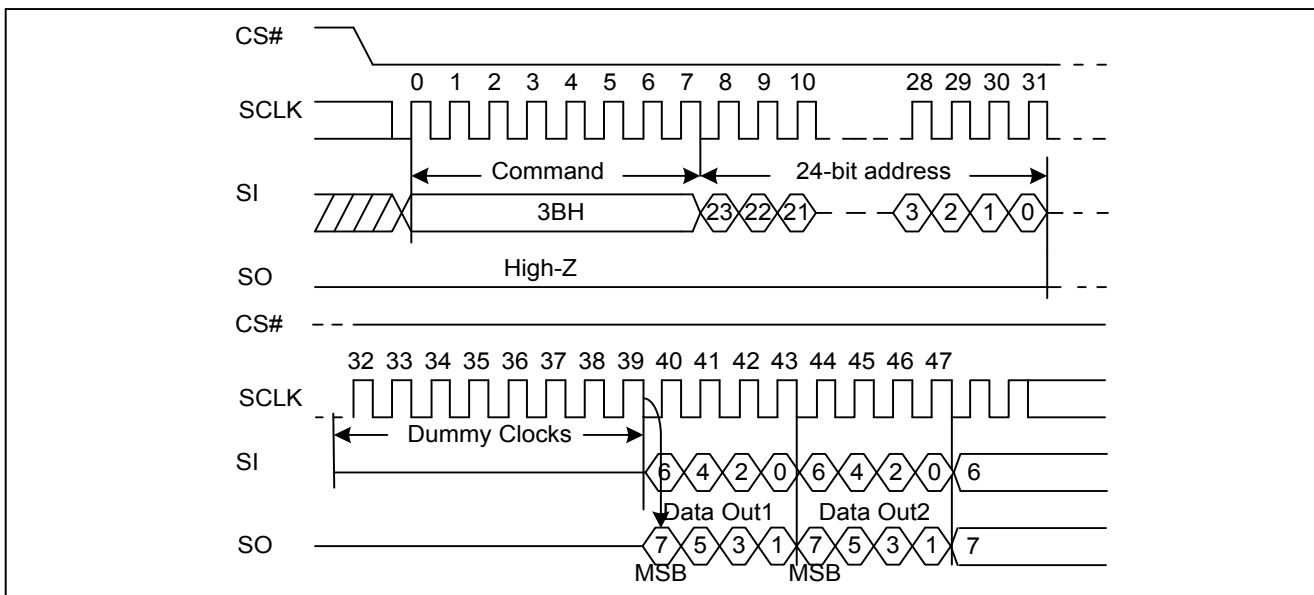 CS#
0 1 2 3 4 5 6 7 8 9 10 28 29 30 31
SCLK
Command 24-bit address
SI
3BH 23 22 21 3 2 1 0
High-Z
SO
CS#
32 33 34 35 36 37 38 39 40 41 42 43 44 45 46 47
SCLK
Dummy Clocks
SI
6 4 2 0 6 4 2 0 6
Data Out1 Data Out2
SO
7 5 3 1 7 5 3 1 7
MSB MSB